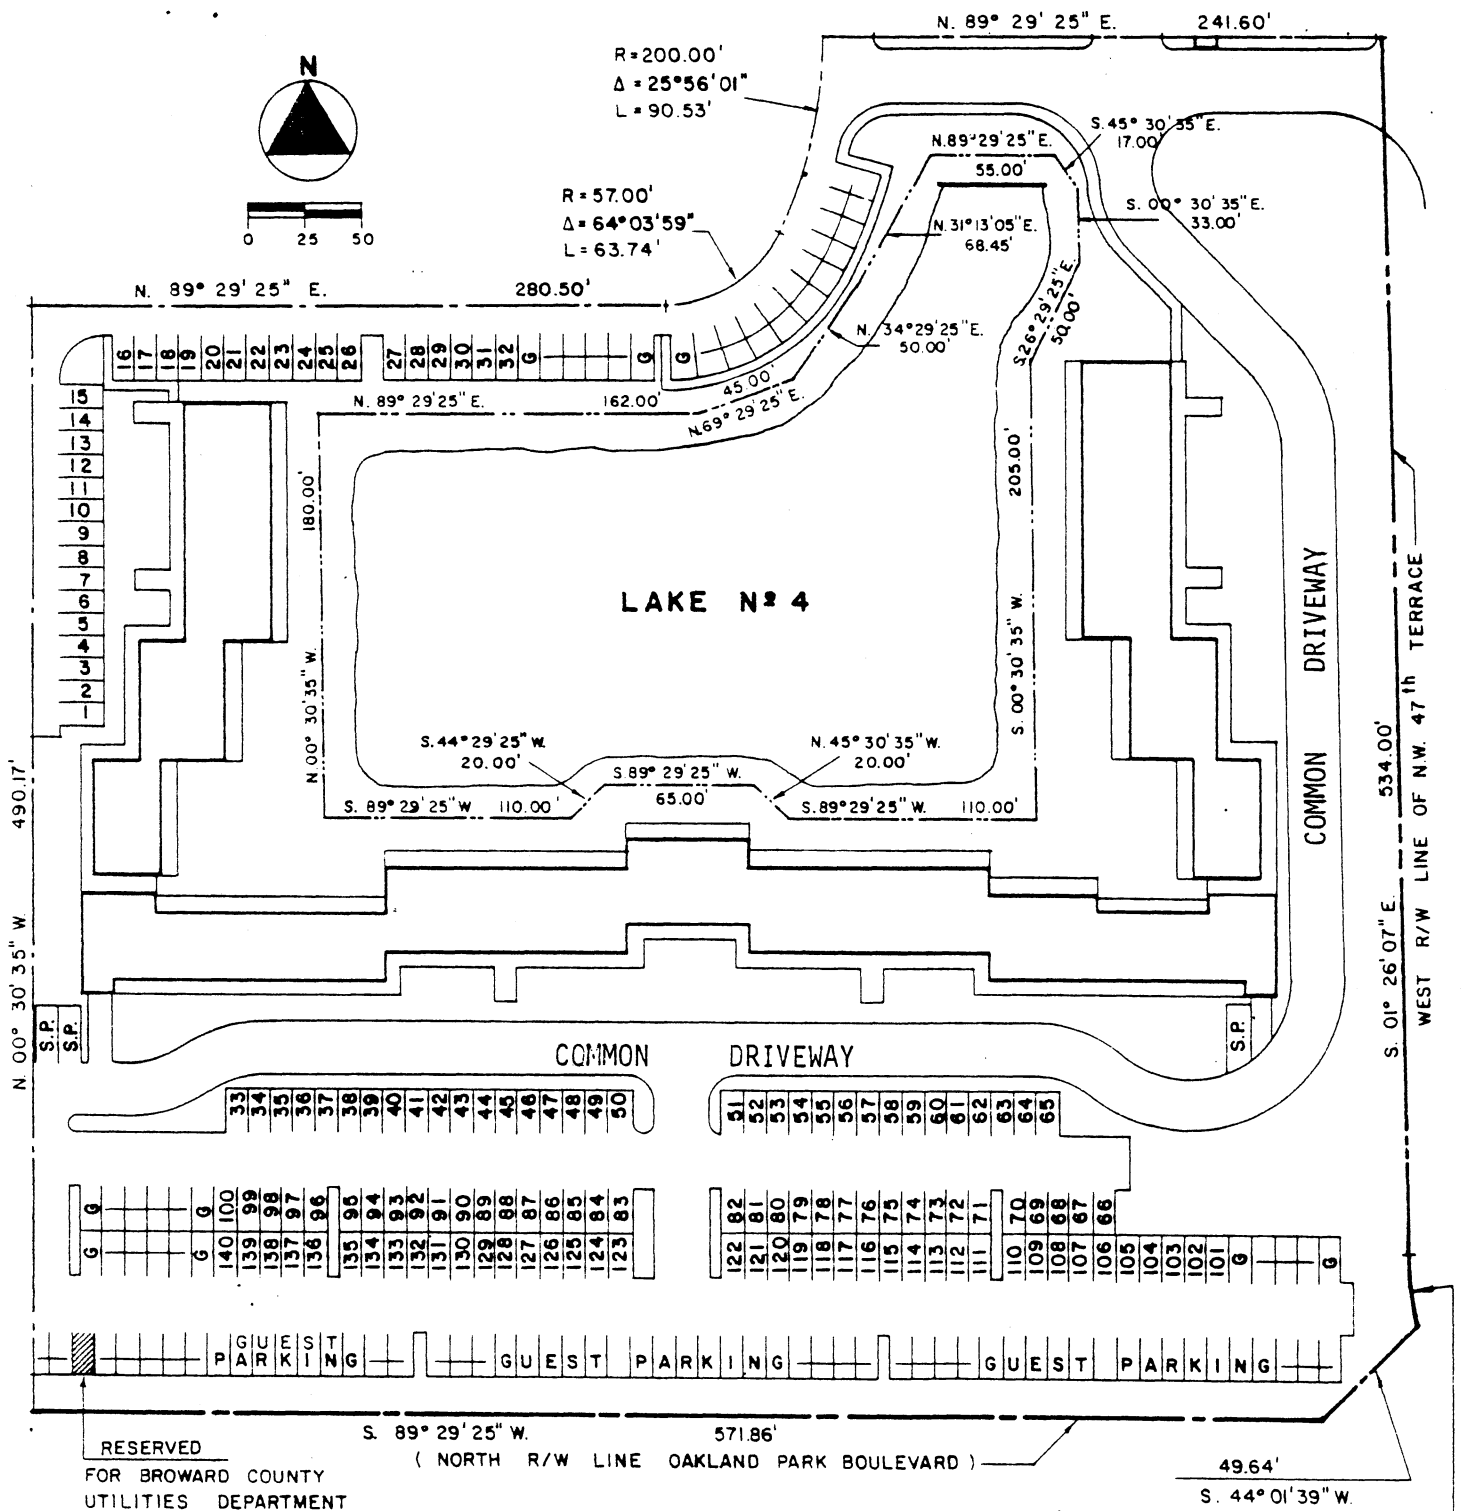 N. 89° 29' 25" E. 241.60'
R = 200.00'
Δ = 25°56'01"
L = 90.53'
N
0 25 50
S. 45° 30' 35" E.
17.00'
N. 89° 29' 25" E.
55.00'
R = 57.00'
Δ = 64°03'59"
L = 63.74'
S. 00° 30' 35" E.
33.00'
N. 31° 13' 05" E.
68.45'
N. 89° 29' 25" E. 280.50'
S. 26° 29' 25" E.
50.00'
N. 34° 29' 25" E.
50.00'
16 17 18 19 20 21 22 23 24 25 26 27 28 29 30 31 32 G G G
45.00'
N. 69° 29' 25" E.
N. 89° 29' 25" E. 162.00'
15
14
13
12
11
10
9
8
7
6
5
4
3
2
1
180.00'
N. 00° 30' 35" W.
205.00'
S. 00° 30' 35" W.
LAKE Nº 4
COMMON DRIVEWAY
534.00'
S. 01° 26' 07" E.
WEST R/W LINE OF N.W. 47th TERRACE
490.17'
N. 00° 30' 35" W.
S. 44° 29' 25" W.
20.00'
N. 45° 30' 35" W.
20.00'
S. 89° 29' 25" W.
65.00'
S. 89° 29' 25" W 110.00'
S. 89° 29' 25" W. 110.00'
S.P. S.P. S.P.
COMMON DRIVEWAY
33 34 35 36 37 38 39 40 41 42 43 44 45 46 47 48 49 50 51 52 53 54 55 56 57 58 59 60 61 62 63 64 65
G G 100 99 98 97 96 95 94 93 92 91 90 89 88 87 86 85 84 83 82 81 80 79 78 77 76 75 74 73 72 71 70 69 68 67 66
G G 140 139 138 137 136 135 134 133 132 131 130 129 128 127 126 125 124 123 122 121 120 119 118 117 116 115 114 113 112 111 110 109 108 107 106 105 104 103 102 101 G G
GUEST
PARKING GUEST PARKING GUEST PARKING
S. 89° 29' 25" W. 571.86'
( NORTH R/W LINE OAKLAND PARK BOULEVARD )
RESERVED
FOR BROWARD COUNTY
UTILITIES DEPARTMENT
49.64'
S. 44° 01' 39" W.